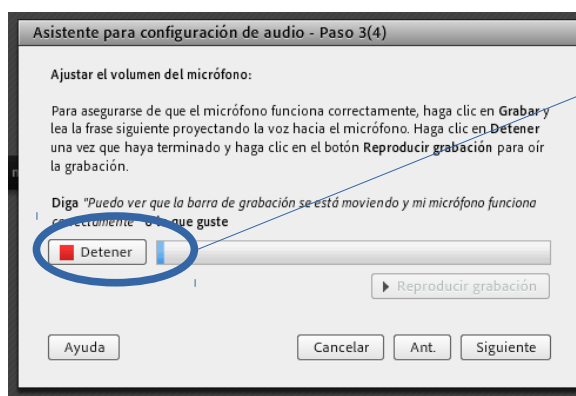 Asistente para configuración de audio - Paso 3(4)
Ajustar el volumen del micrófono:
Para asegurarse de que el micrófono funciona correctamente, haga clic en Grabar y
lea la frase siguiente proyectando la voz hacia el micrófono. Haga clic en Detener
una vez que haya terminado y haga clic en el botón Reproducir grabación para oír
la grabación.
Diga "Puedo ver que la barra de grabación se está moviendo y mi micrófono funciona
correctamente" o lo que guste
Detener
Reproducir grabación
Ayuda
Cancelar
Ant.
Siguiente